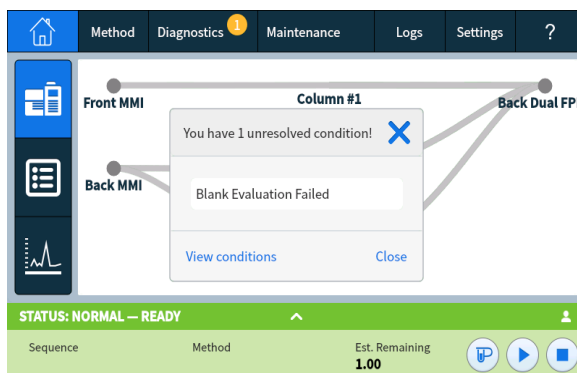 Method Diagnostics 1 Maintenance Logs Settings ?
Front MMI
Column #1
Back Dual FP
You have 1 unresolved condition!
Back MMI
Blank Evaluation Failed
View conditions Close
STATUS: NORMAL — READY
Sequence Method Est. Remaining
1.00